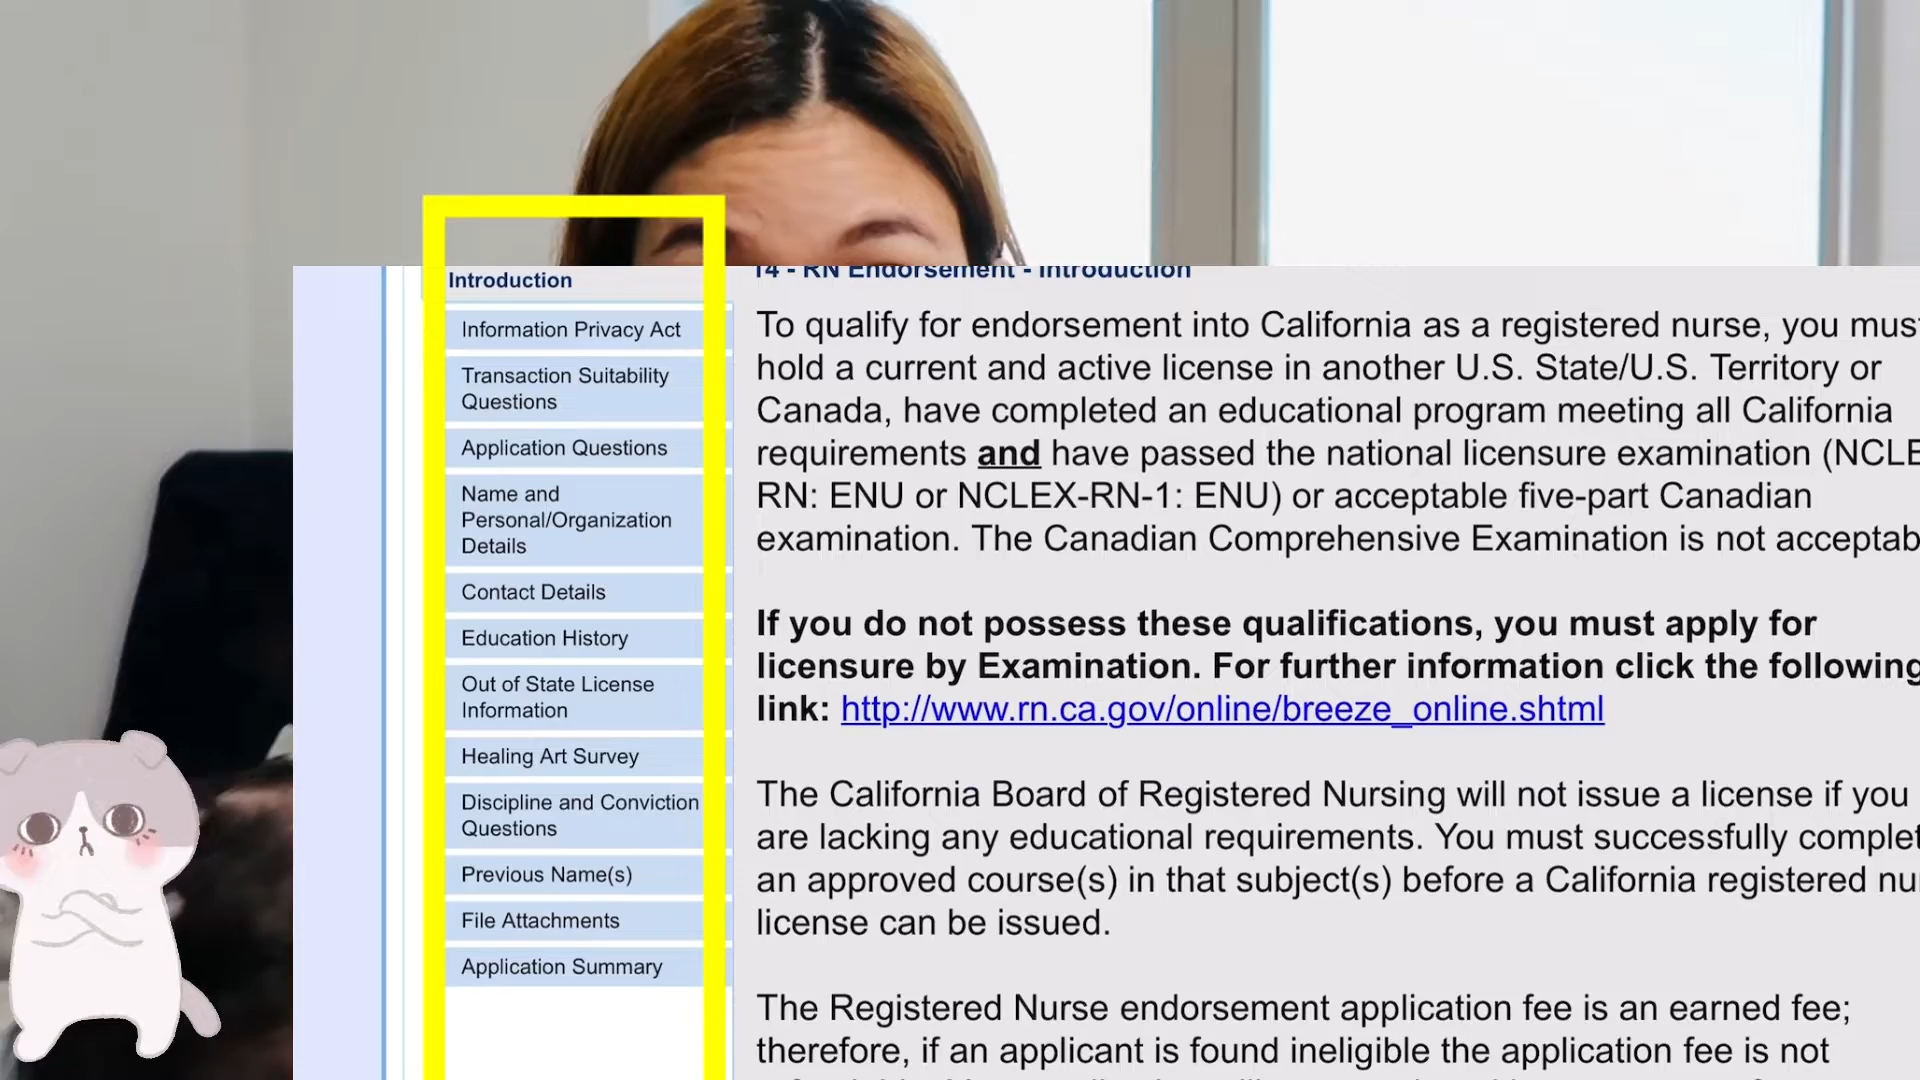 Introduction
Information Privacy Act
Transaction Suitability
Questions
Application Questions
Name and
Personal/Organization
Details
Contact Details
Education History
Out of State License
Information
Healing Art Survey
Discipline and Conviction
Questions
Previous Name(s)
File Attachments
Application Summary
14 - RN Endorsement - Introduction
To qualify for endorsement into California as a registered nurse, you must
hold a current and active license in another U.S. State/U.S. Territory or
Canada, have completed an educational program meeting all California
requirements and have passed the national licensure examination (NCLE
RN: ENU or NCLEX-RN-1: ENU) or acceptable five-part Canadian
examination. The Canadian Comprehensive Examination is not acceptab
If you do not possess these qualifications, you must apply for
licensure by Examination. For further information click the following
link: http://www.rn.ca.gov/online/breeze_online.shtml
The California Board of Registered Nursing will not issue a license if you
are lacking any educational requirements. You must successfully complet
an approved course(s) in that subject(s) before a California registered nu
license can be issued.
The Registered Nurse endorsement application fee is an earned fee;
therefore, if an applicant is found ineligible the application fee is not